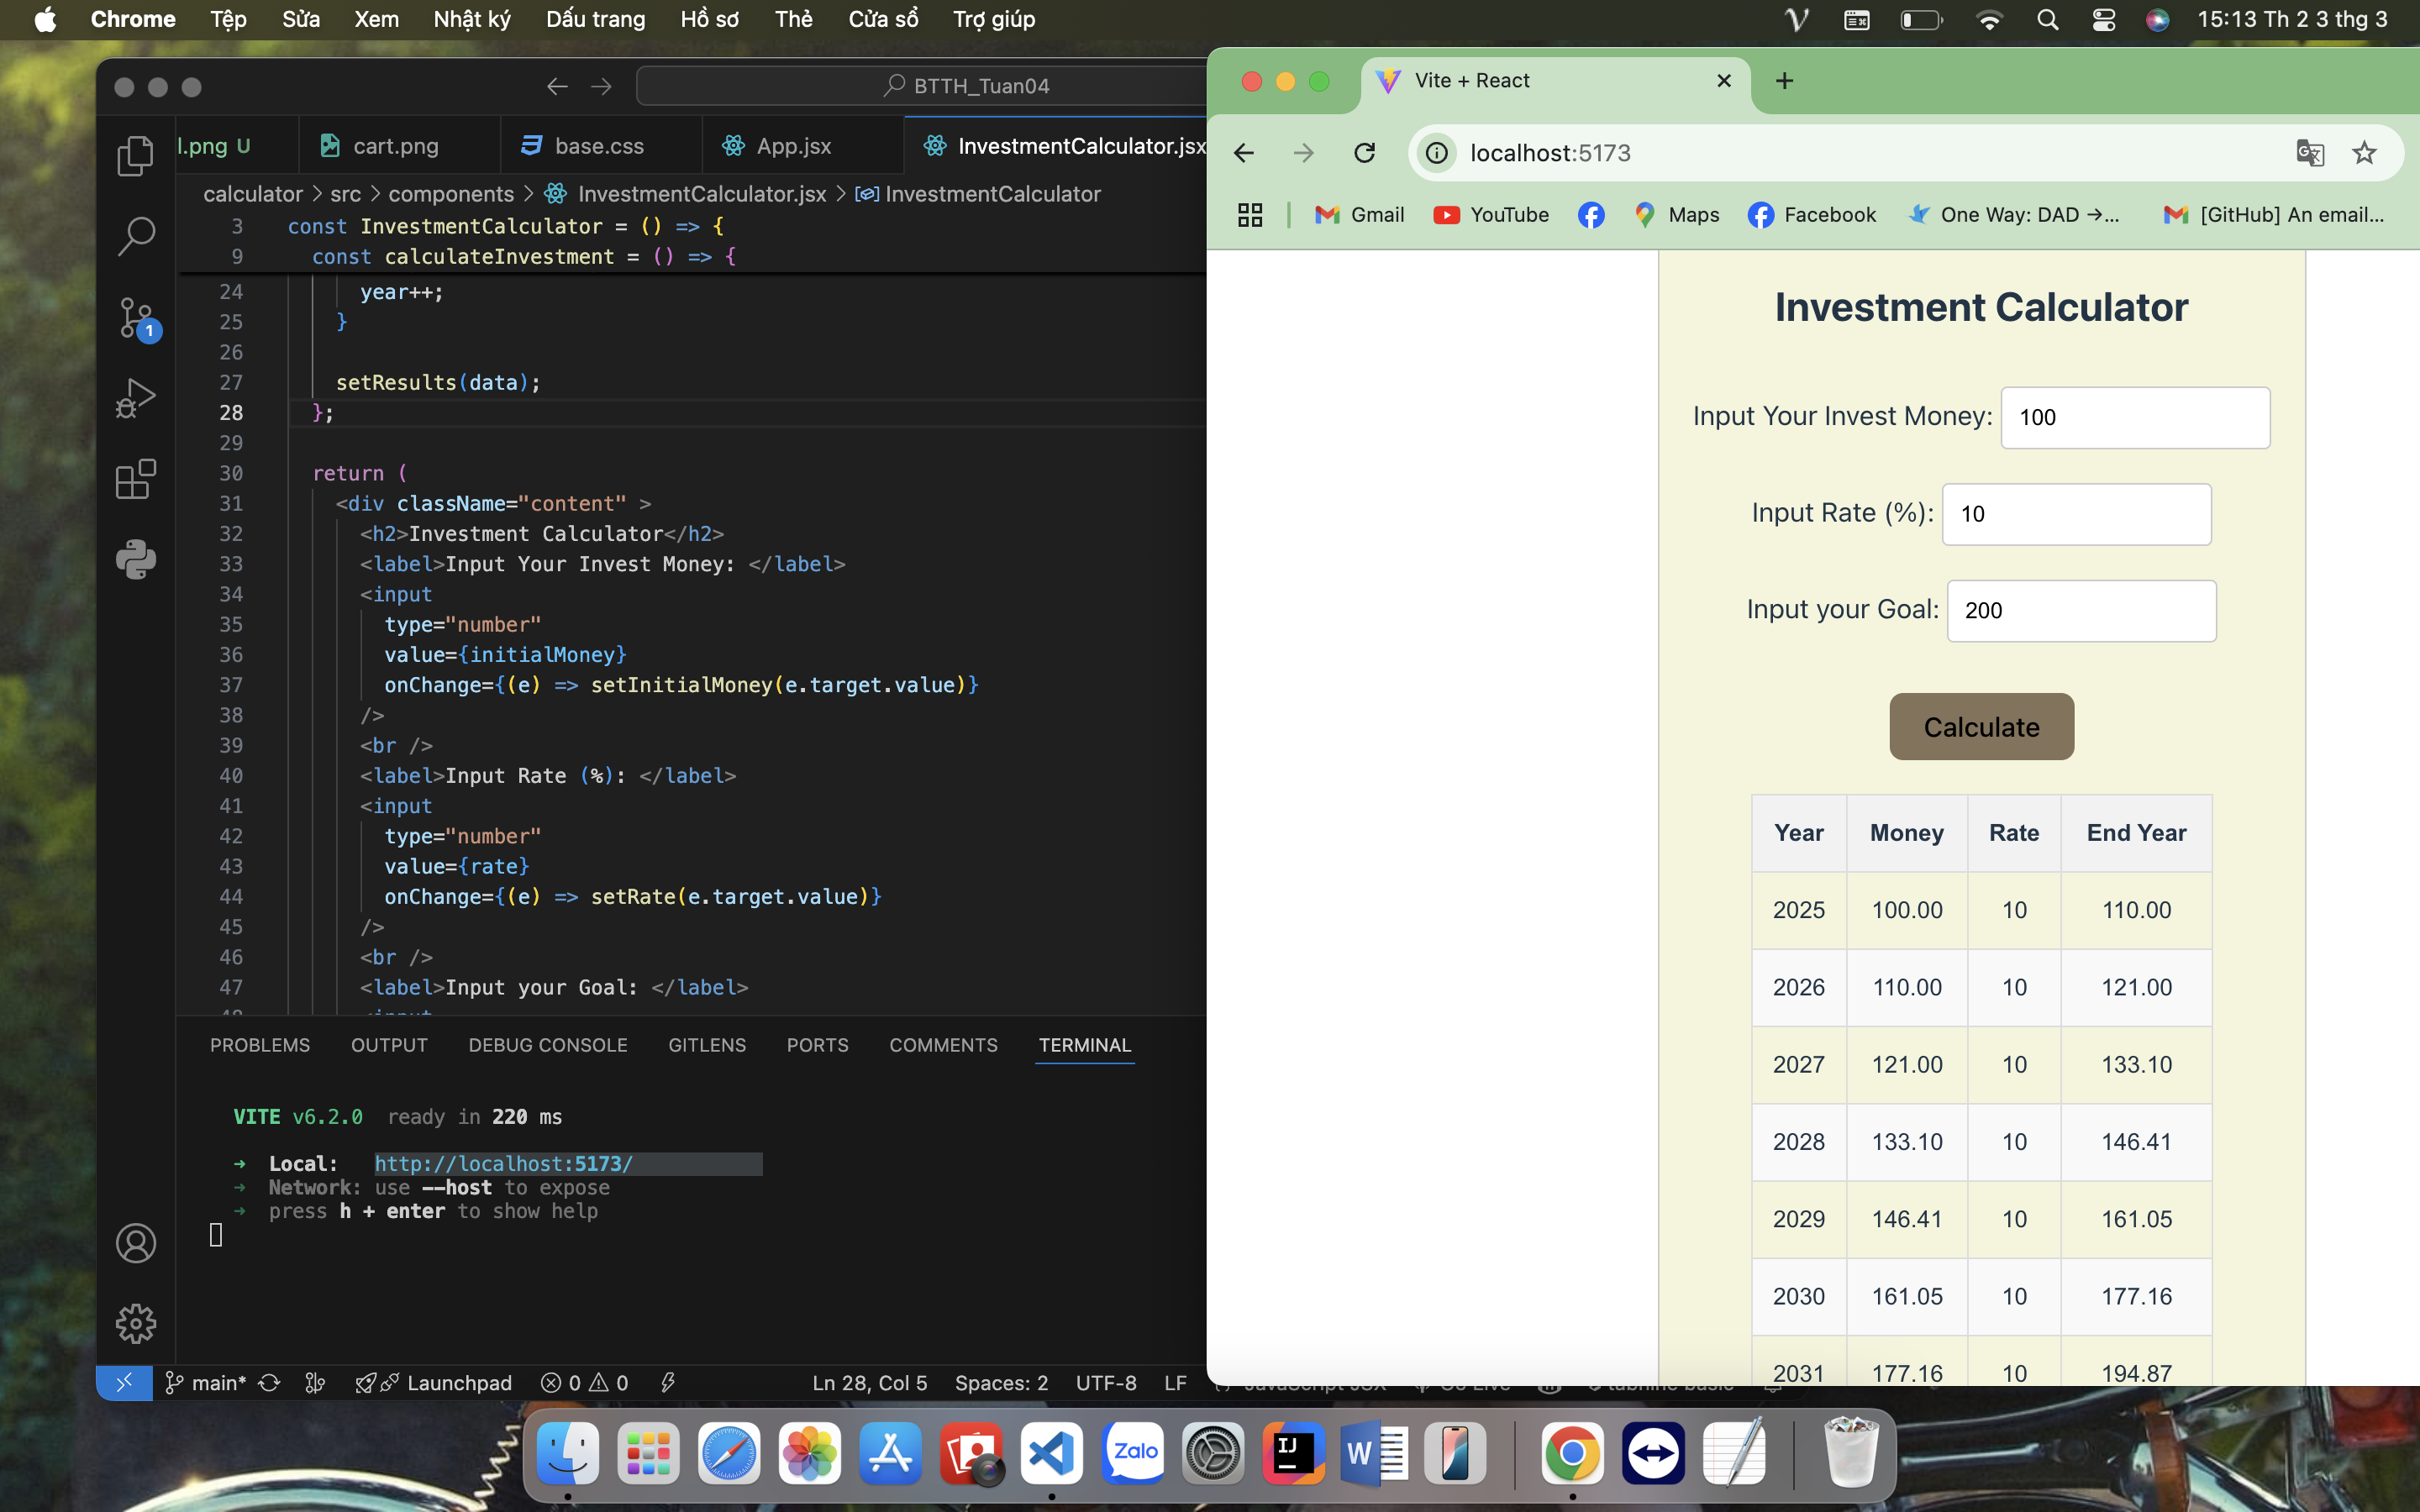 Chrome Tệp Sửa Xem Nhật ký Dấu trang Hồ sơ Thẻ Cửa sổ Trợ giúp 15:13 Th 2 3 thg 3
BTTH_Tuan04
l.png U cart.png base.css App.jsx InvestmentCalculator.jsx
calculator > src > components > InvestmentCalculator.jsx > InvestmentCalculator
3 const InvestmentCalculator = () => {
9 const calculateInvestment = () => {
24 year++;
25 }
26
27 setResults(data);
28 };
29
30 return (
31 <div className="content" >
32 <h2>Investment Calculator</h2>
33 <label>Input Your Invest Money: </label>
34 <input
35 type="number"
36 value={initialMoney}
37 onChange={(e) => setInitialMoney(e.target.value)}
38 />
39 <br />
40 <label>Input Rate (%): </label>
41 <input
42 type="number"
43 value={rate}
44 onChange={(e) => setRate(e.target.value)}
45 />
46 <br />
47 <label>Input your Goal: </label>
48 <input
PROBLEMS OUTPUT DEBUG CONSOLE GITLENS PORTS COMMENTS TERMINAL
VITE v6.2.0 ready in 220 ms
➜ Local: http://localhost:5173/
➜ Network: use --host to expose
➜ press h + enter to show help
1
main* Launchpad 0 0 Ln 28, Col 5 Spaces: 2 UTF-8 LF
Vite + React
localhost:5173
Gmail YouTube Maps Facebook One Way: DAD →... [GitHub] An email...
Investment Calculator
Input Your Invest Money: 100
Input Rate (%): 10
Input your Goal: 200
Calculate
Year Money Rate End Year
2025 100.00 10 110.00
2026 110.00 10 121.00
2027 121.00 10 133.10
2028 133.10 10 146.41
2029 146.41 10 161.05
2030 161.05 10 177.16
2031 177.16 10 194.87
Zalo
IJ
W